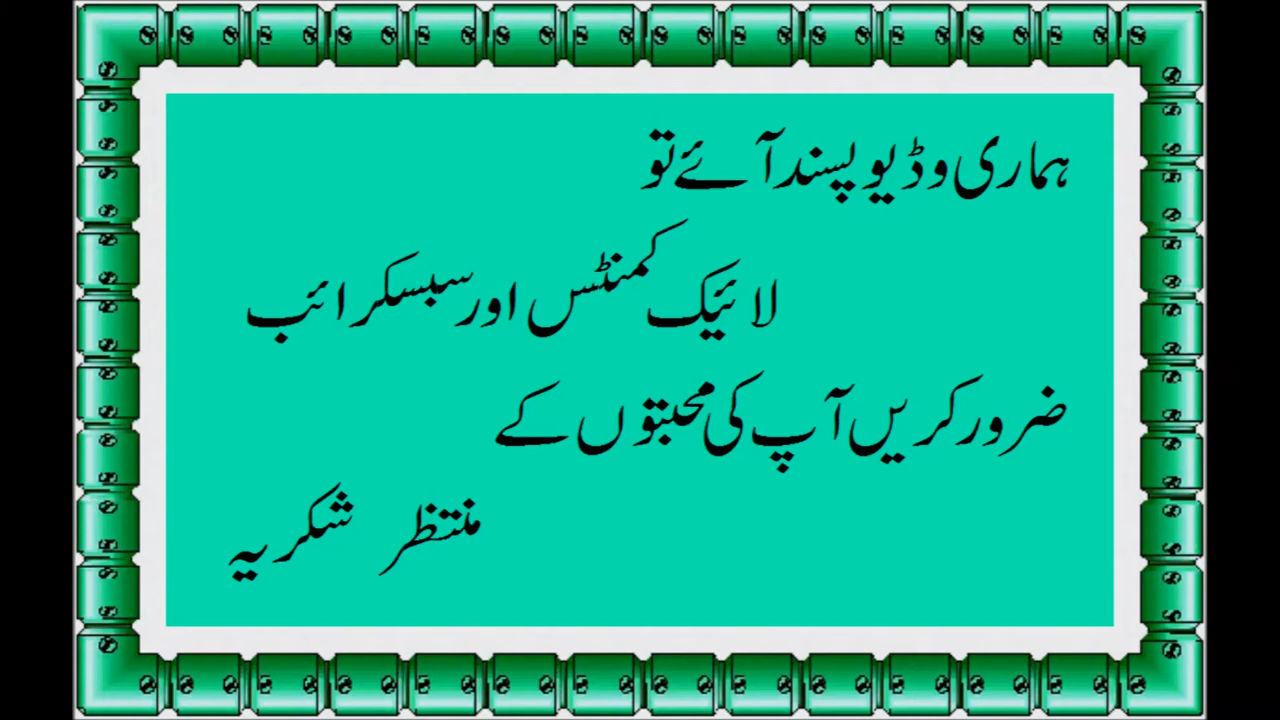 ہماری وڈیو پسند آئے تو
لائیک کمنٹس اور سبسکرائب
ضرور کریں آپ کی محبتوں کے
منتظر شکریہ